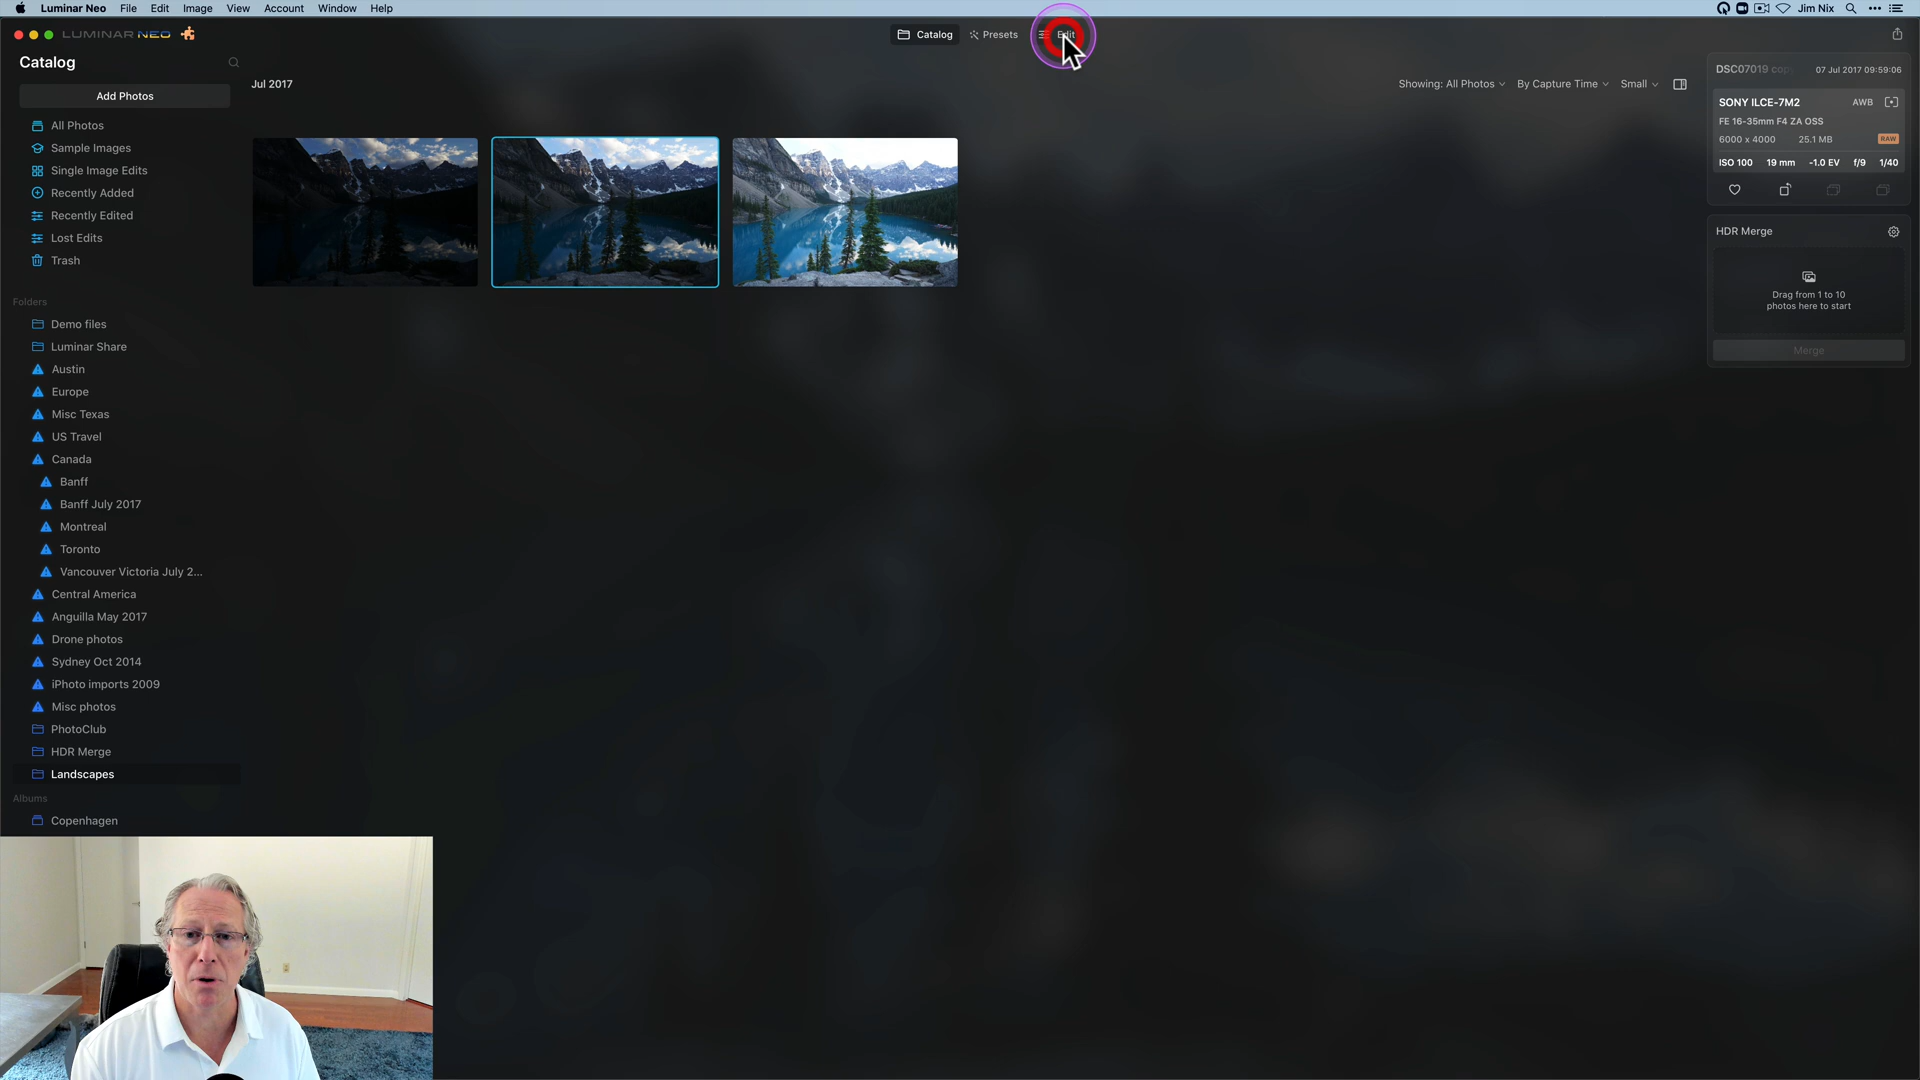 Luminar Neo File Edit Image View Account Window Help Jim Nix
LUMINAR NEO Catalog Presets Edit
Catalog
Add Photos
All Photos
Sample Images
Single Image Edits
Recently Added
Recently Edited
Lost Edits
Trash
Folders
Demo files
Luminar Share
Austin
Europe
Misc Texas
US Travel
Canada
Banff
Banff July 2017
Montreal
Toronto
Vancouver Victoria July 2...
Central America
Anguilla May 2017
Drone photos
Sydney Oct 2014
iPhoto imports 2009
Misc photos
PhotoClub
HDR Merge
Landscapes
Albums
Copenhagen
Jul 2017 Showing: All Photos By Capture Time Small
DSC07019 cop 07 Jul 2017 09:59:06
SONY ILCE-7M2 AWB
FE 16-35mm F4 ZA OSS
6000 x 4000 25.1 MB RAW
ISO 100 19 mm -1.0 EV f/9 1/40
HDR Merge
Drag from 1 to 10
photos here to start
Merge